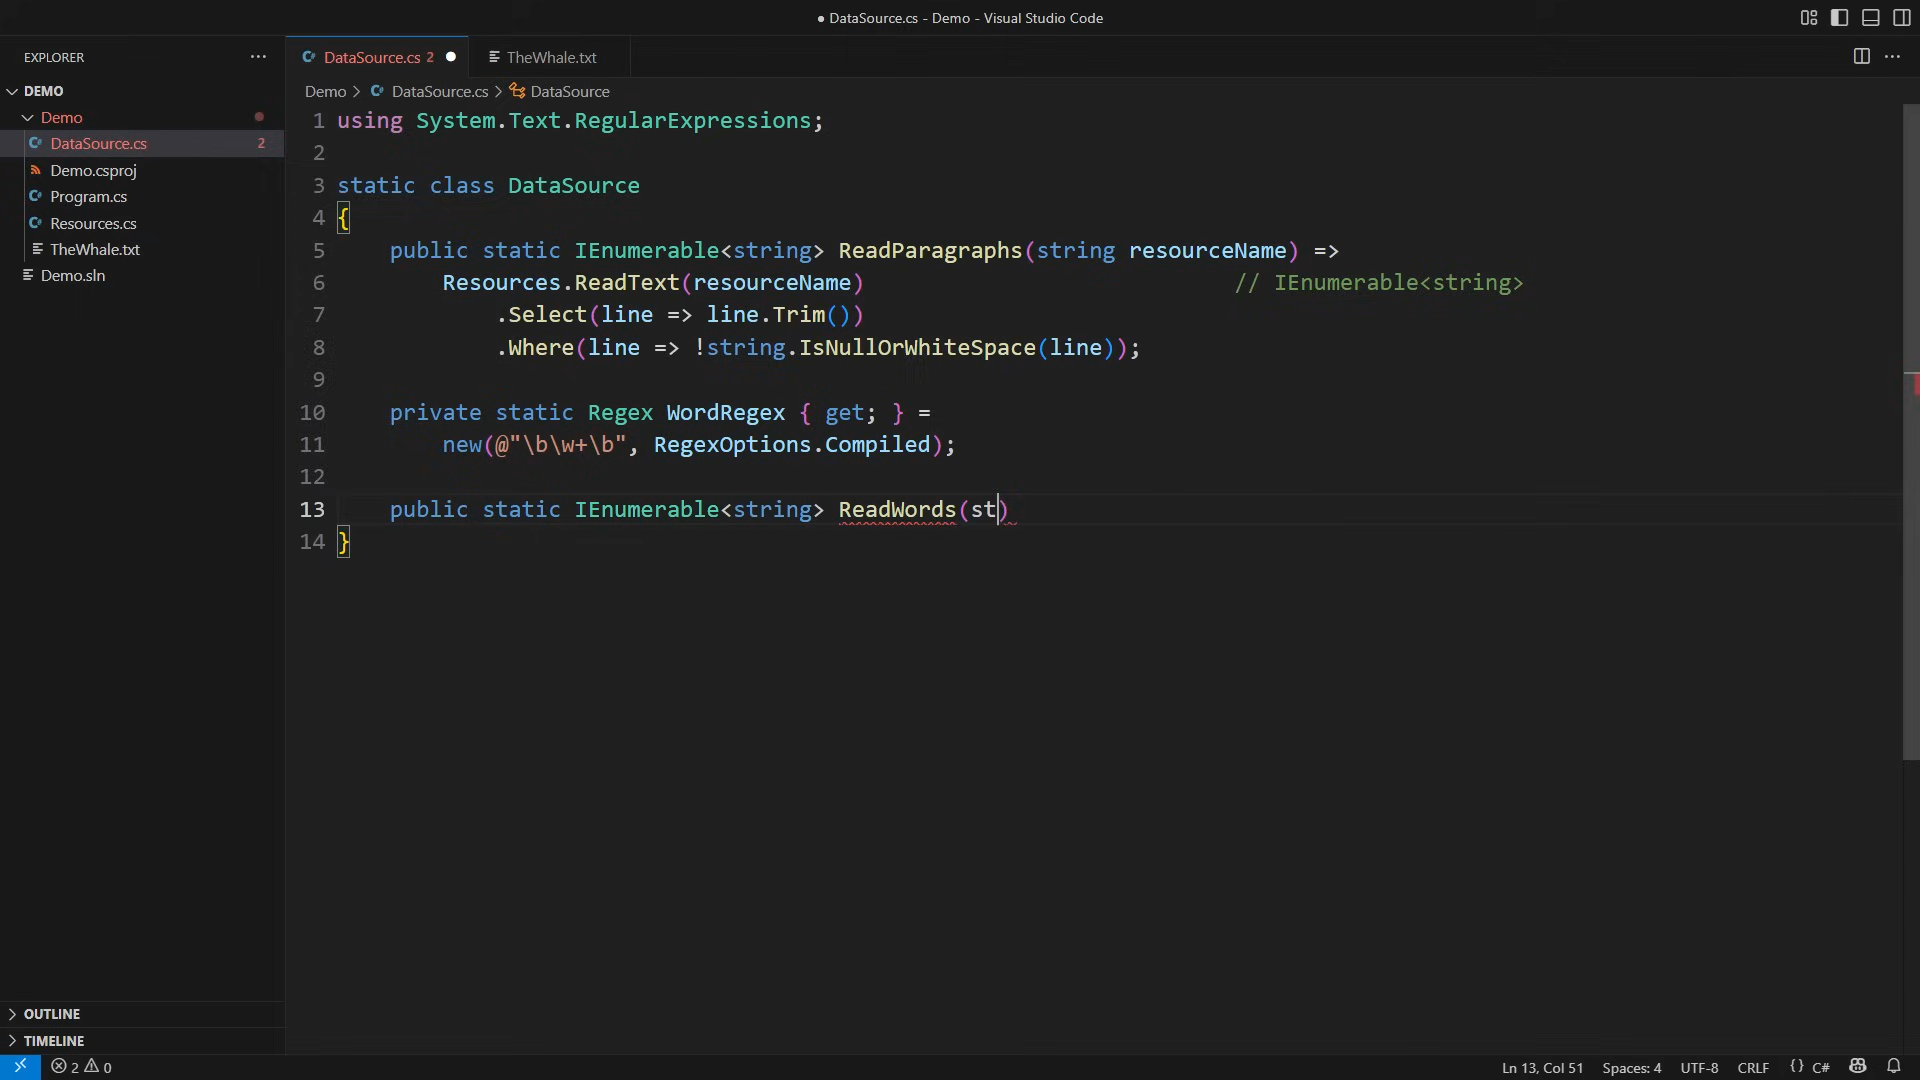 DataSource.cs - Demo - Visual Studio Code
EXPLORER
DEMO
Demo
DataSource.cs 2
Demo.csproj
Program.cs
Resources.cs
TheWhale.txt
Demo.sln
OUTLINE
TIMELINE
DataSource.cs 2
TheWhale.txt
Demo > DataSource.cs > DataSource
1 using System.Text.RegularExpressions;
2
3 static class DataSource
4 {
5 public static IEnumerable<string> ReadParagraphs(string resourceName) =>
6 Resources.ReadText(resourceName) // IEnumerable<string>
7 .Select(line => line.Trim())
8 .Where(line => !string.IsNullOrWhiteSpace(line));
9
10 private static Regex WordRegex { get; } =
11 new(@"\b\w+\b", RegexOptions.Compiled);
12
13 public static IEnumerable<string> ReadWords(st)
14 }
2 0
Ln 13, Col 51 Spaces: 4 UTF-8 CRLF {} C#